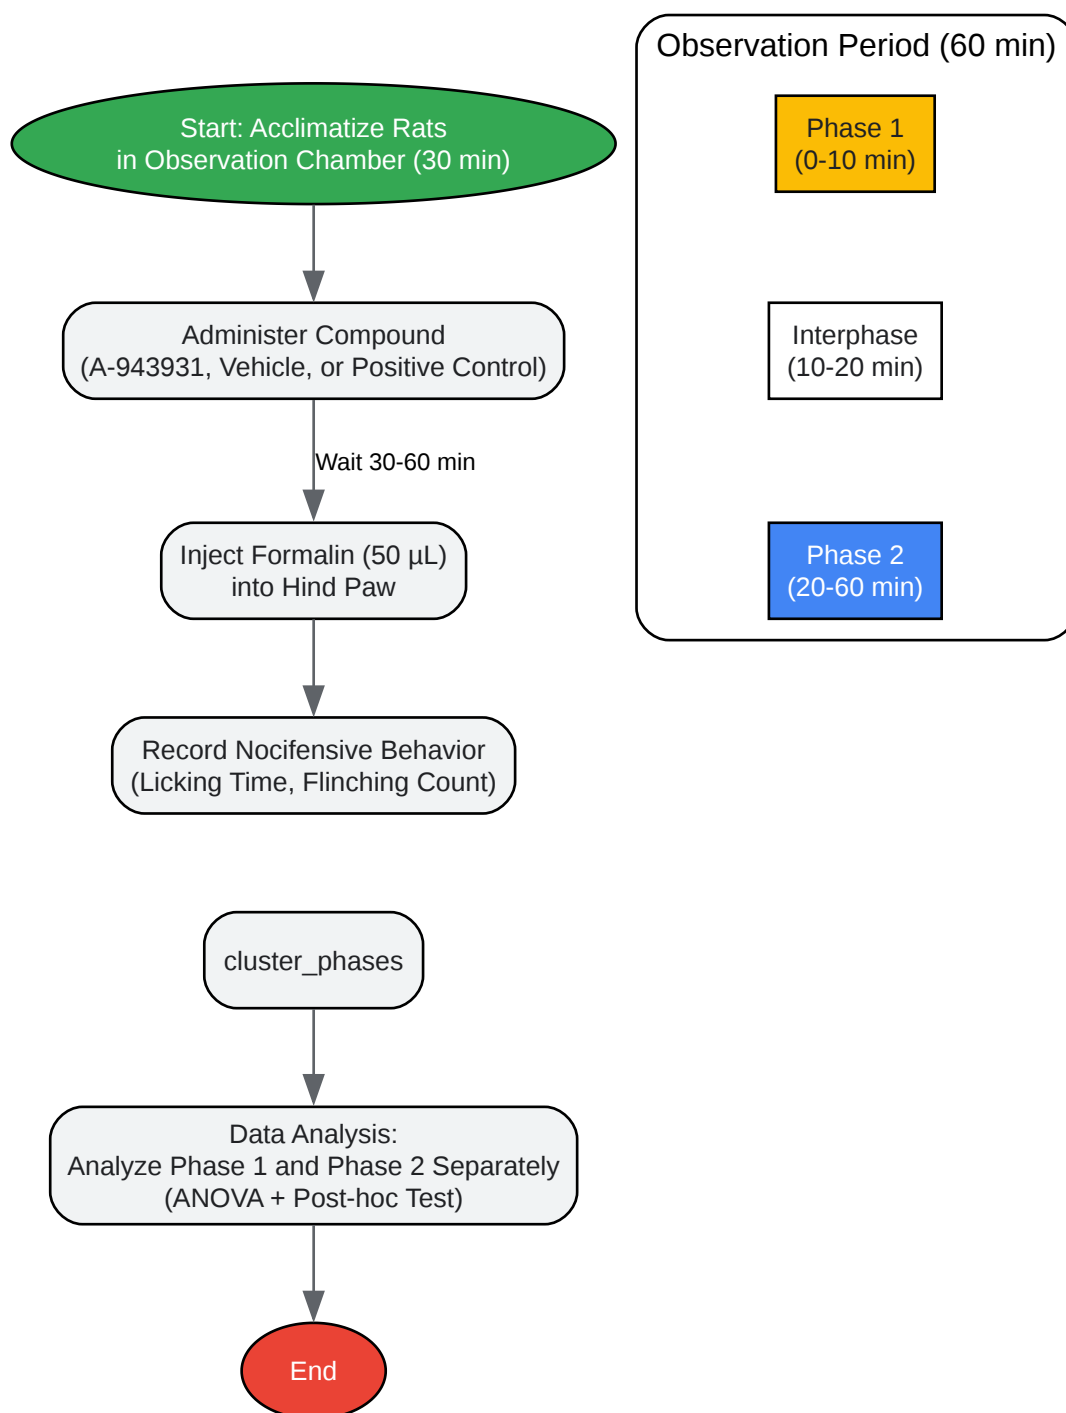 Start: Acclimatize Rats
in Observation Chamber (30 min)
Administer Compound
(A-943931, Vehicle, or Positive Control)
Wait 30-60 min
Inject Formalin (50 µL)
into Hind Paw
Record Nocifensive Behavior
(Licking Time, Flinching Count)
cluster_phases
Data Analysis:
Analyze Phase 1 and Phase 2 Separately
(ANOVA + Post-hoc Test)
End
Observation Period (60 min)
Phase 1
(0-10 min)
Interphase
(10-20 min)
Phase 2
(20-60 min)